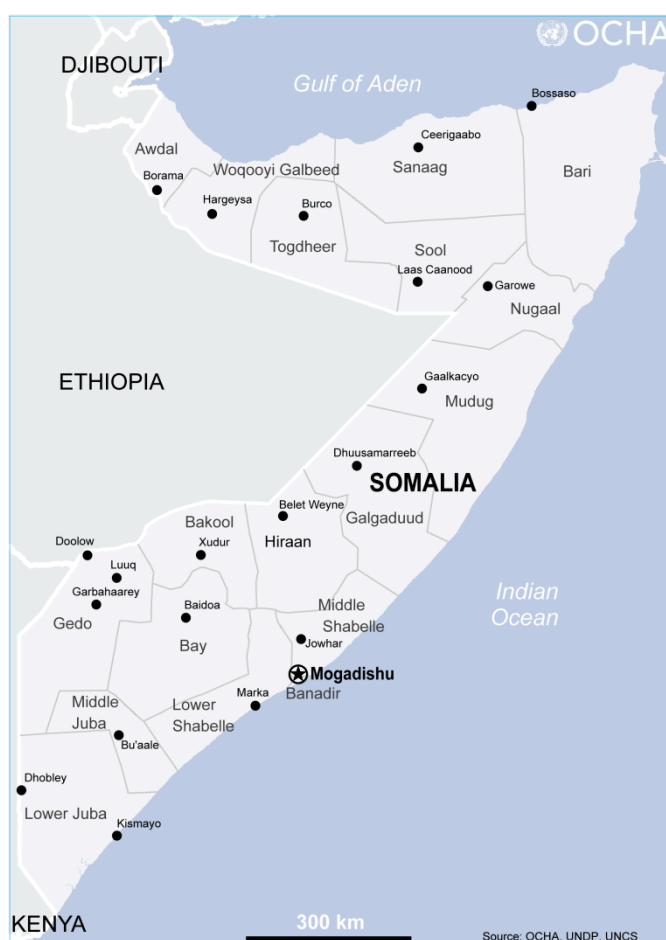 OCHA
DJIBOUTI
Gulf of Aden
Bossaso
Ceerigaabo
Awdal
Woqooyi Galbeed
Sanaag
Bari
Borama
Hargeysa
Burco
Togdheer
Sool
Laas Caanood
Garowe
Nugaal
ETHIOPIA
Gaalkacyo
Mudug
Dhuusamarreeb
SOMALIA
Belet Weyne
Galgaduud
Bakool
Hiraan
Doolow
Xudur
Luuq
Garbahaarey
Gedo
Baidoa
Bay
Indian
Ocean
Middle
Shabelle
Jowhar
Mogadishu
Banadir
Marka
Lower
Shabelle
Middle
Juba
Bu'aale
Dhobley
Lower Juba
Kismayo
KENYA
300 km
Source: OCHA, UNDP, UNCS